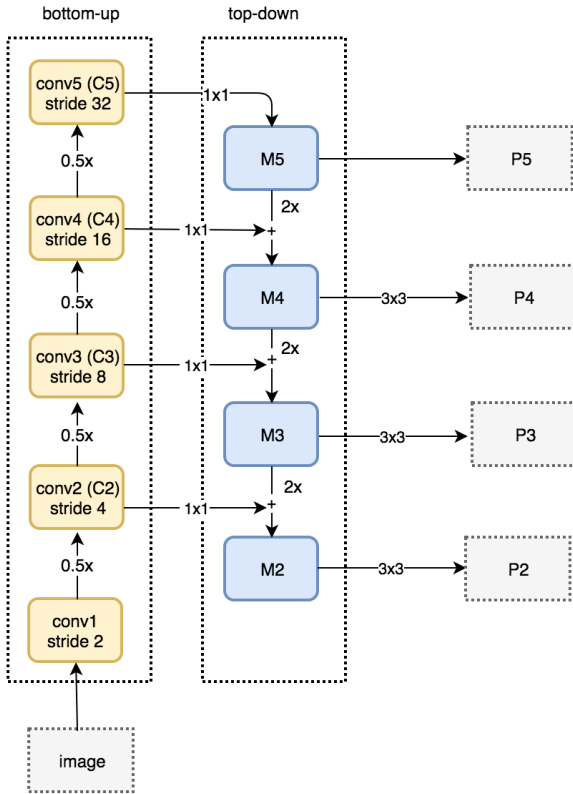 bottom-up
top-down
conv5 (C5)
stride 32
1x1
M5
P5
0.5x
2x
conv4 (C4)
stride 16
1x1
+
M4
3x3
P4
0.5x
2x
conv3 (C3)
stride 8
1x1
+
M3
3x3
P3
0.5x
2x
conv2 (C2)
stride 4
1x1
+
M2
3x3
P2
0.5x
conv1
stride 2
image